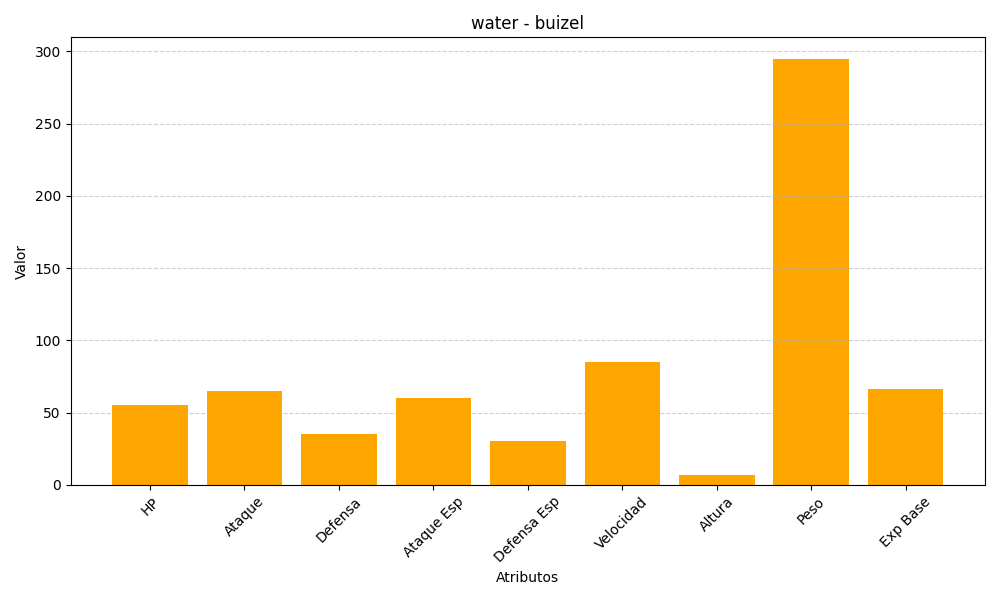 water - buizel
Valor
300
250
200
150
100
50
0
HP
Ataque
Defensa
Ataque Esp
Defensa Esp
Velocidad
Altura
Peso
Exp Base
Atributos